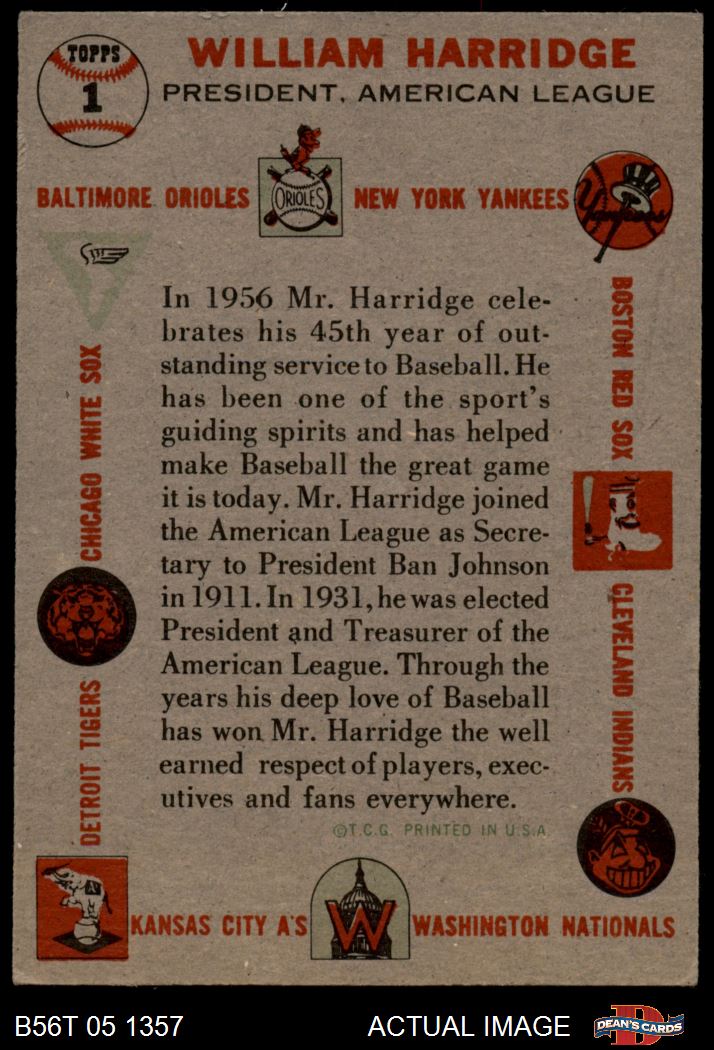 TOPPS
1
WILLIAM HARRIDGE
PRESIDENT, AMERICAN LEAGUE
BALTIMORE ORIOLES
ORIOLES
NEW YORK YANKEES
Yankees
BOSTON RED SOX
CLEVELAND INDIANS
CHICAGO WHITE SOX
DETROIT TIGERS
In 1956 Mr. Harridge cele-
brates his 45th year of out-
standing service to Baseball. He
has been one of the sport's
guiding spirits and has helped
make Baseball the great game
it is today. Mr. Harridge joined
the American League as Secre-
tary to President Ban Johnson
in 1911. In 1931, he was elected
President and Treasurer of the
American League. Through the
years his deep love of Baseball
has won Mr. Harridge the well
earned respect of players, exec-
utives and fans everywhere.
©T.C.G. PRINTED IN U.S.A.
A
KANSAS CITY A'S
W
WASHINGTON NATIONALS
B56T 05 1357
ACTUAL IMAGE
D
DEAN'S CARDS